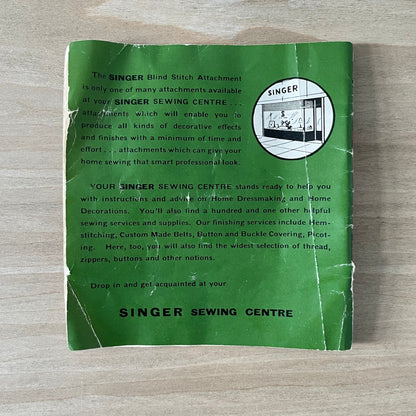 The SINGER Blind Stitch Attachment
is only one of many attachments available
at your SINGER SEWING CENTRE . . .
attachments which will enable you to
produce all kinds of decorative effects
and finishes with a minimum of time and
effort . . . attachments which can give your
home sewing that smart professional look.
SINGER
YOUR SINGER SEWING CENTRE stands ready to help you
with instructions and advice on Home Dressmaking and Home
Decorations. You'll also find a hundred and one other helpful
sewing services and supplies. Our finishing services include Hem-
stitching, Custom Made Belts, Button and Buckle Covering, Picot-
ing. Here, too, you will also find the widest selection of thread,
zippers, buttons and other notions.
Drop in and get acquainted at your
SINGER SEWING CENTRE